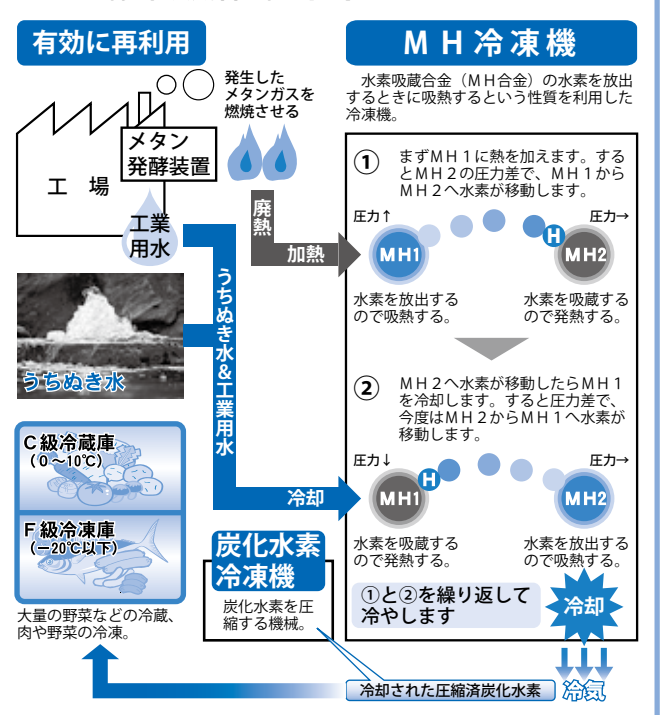 有効に再利用
工 場
メタン
発酵装置
工業
用水
発生した
メタンガスを
燃焼させる
廃熱
加熱
うちぬき水
うちぬき水&工業用水
冷却
C級冷蔵庫
(0~10℃)
F級冷凍庫
(-20℃以下)
大量の野菜などの冷蔵、
肉や野菜の冷凍。
炭化水素
冷凍機
炭化水素を圧
縮する機械。
MH冷凍機
水素吸蔵合金(MH合金)の水素を放出
するときに吸熱するという性質を利用した
冷凍機。
① まずMH1に熱を加えます。する
とMH2の圧力差で、MH1から
MH2へ水素が移動します。
圧力↑
圧力→
MH1
H
MH2
水素を放出する
ので吸熱する。
水素を吸蔵する
ので発熱する。
② MH2へ水素が移動したらMH1
を冷却します。すると圧力差で、
今度はMH2からMH1へ水素が
移動します。
圧力↓
圧力→
MH1
H
MH2
水素を吸蔵する
ので発熱する。
水素を放出する
ので吸熱する。
①と②を繰り返して
冷やします
冷却
冷気
冷却された圧縮済炭化水素